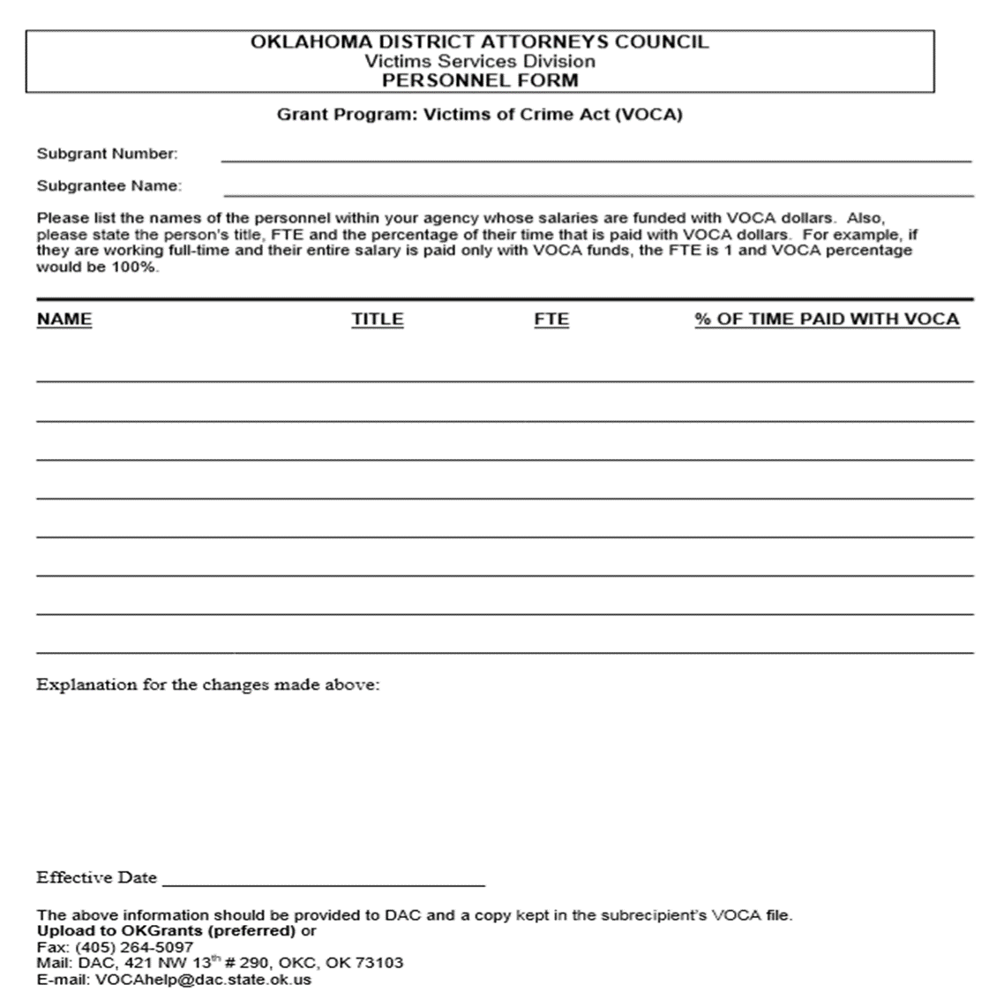 OKLAHOMA DISTRICT ATTORNEYS COUNCIL
Victims Services Division
PERSONNEL FORM
Grant Program: Victims of Crime Act (VOCA)
Subgrant Number:
Subgrantee Name:
Please list the names of the personnel within your agency whose salaries are funded with VOCA dollars. Also,
please state the person's title, FTE and the percentage of their time that is paid with VOCA dollars. For example, if
they are working full-time and their entire salary is paid only with VOCA funds, the FTE is 1 and VOCA percentage
would be 100%.
NAME TITLE FTE % OF TIME PAID WITH VOCA
Explanation for the changes made above:
Effective Date
The above information should be provided to DAC and a copy kept in the subrecipient's VOCA file.
Upload to OKGrants (preferred) or
Fax: (405) 264-5097
Mail: DAC, 421 NW 13th # 290, OKC, OK 73103
E-mail: VOCAhelp@dac.state.ok.us